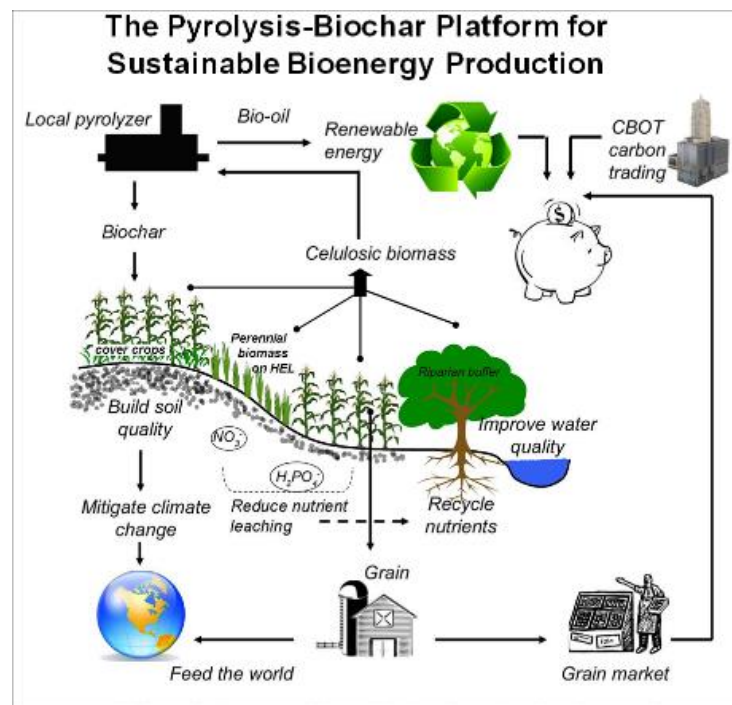 The Pyrolysis-Biochar Platform for
Sustainable Bioenergy Production
Local pyrolyzer
Bio-oil
Renewable
energy
CBOT
carbon
trading
$
Biochar
Celulosic biomass
cover crops
Perennial
biomass
on HEL
Riparian buffer
Build soil
quality
NO3-
H2PO4-
Improve water
quality
Mitigate climate
change
Reduce nutrient
leaching
Recycle
nutrients
Grain
Feed the world
Grain market